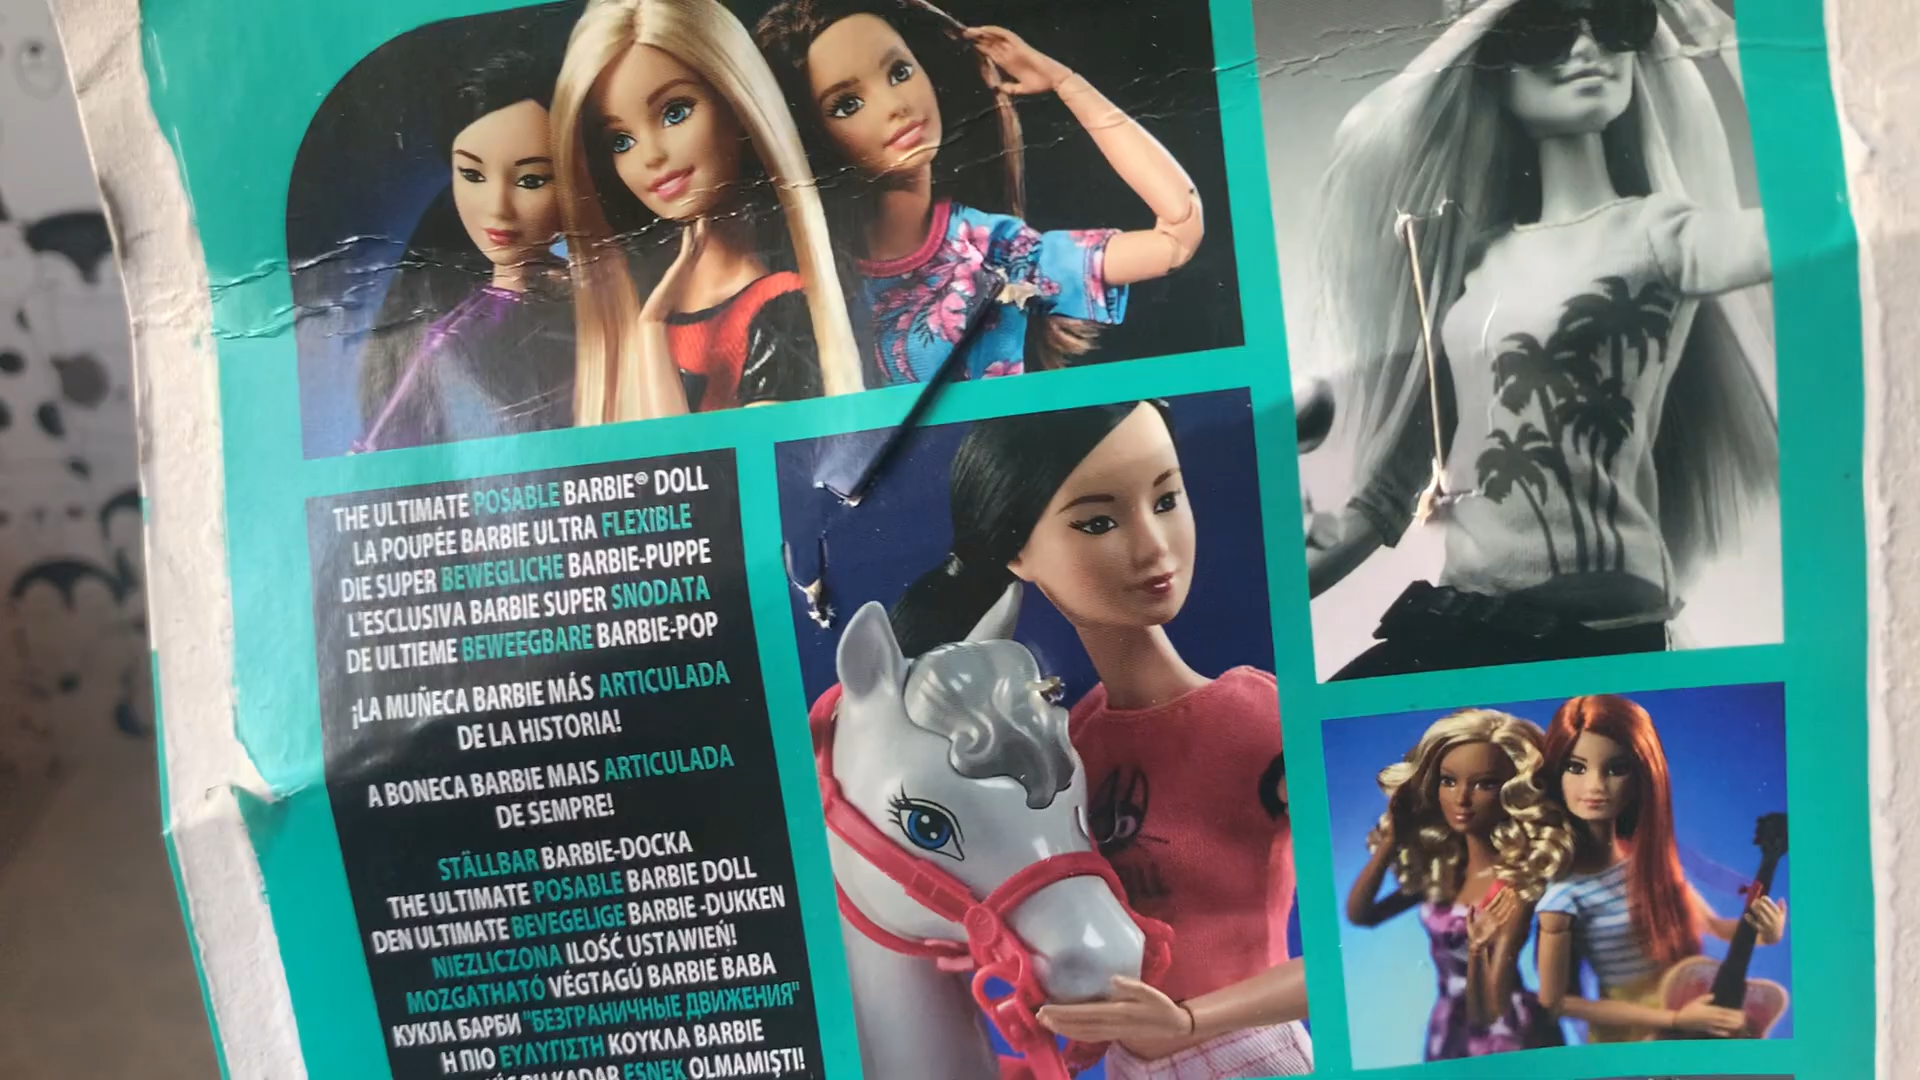 THE ULTIMATE POSABLE BARBIE® DOLL
LA POUPÉE BARBIE ULTRA FLEXIBLE
DIE SUPER BEWEGLICHE BARBIE-PUPPE
L'ESCLUSIVA BARBIE SUPER SNODATA
DE ULTIEME BEWEEGBARE BARBIE-POP
¡LA MUÑECA BARBIE MÁS ARTICULADA
DE LA HISTORIA!
A BONECA BARBIE MAIS ARTICULADA
DE SEMPRE!
STÄLLBAR BARBIE-DOCKA
THE ULTIMATE POSABLE BARBIE DOLL
DEN ULTIMATE BEVEGELIGE BARBIE -DUKKEN
NIEZLICZONA ILOŚĆ USTAWIEŃ!
MOZGATHATÓ VÉGTAGÚ BARBIE BABA
КУКЛА БАРБИ "БЕЗГРАНИЧНЫЕ ДВИЖЕНИЯ"
Η ΠΙΟ ΕΥΛΥΓΙΣΤΗ ΚΟΥΚΛΑ BARBIE
KADAR ESNEK OLMAMIŞTI!